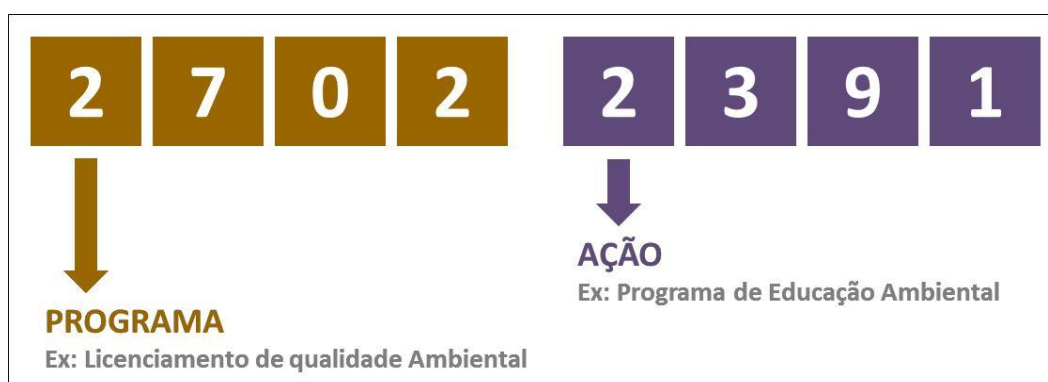 2 7 0 2 2 3 9 1
AÇÃO
Ex: Programa de Educação Ambiental
PROGRAMA
Ex: Licenciamento de qualidade Ambiental